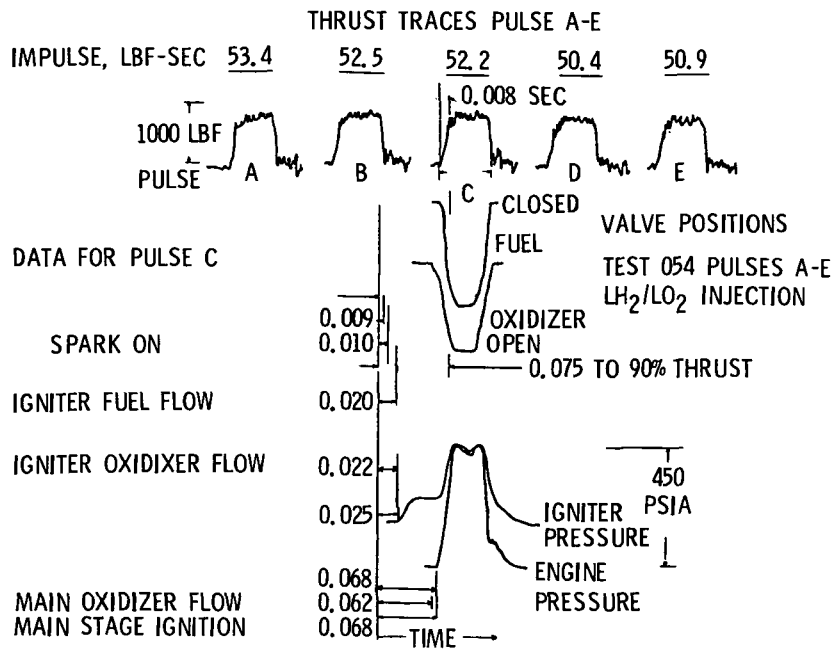 THRUST TRACES PULSE A-E
IMPULSE, LBF-SEC 53.4 52.5 52.2 50.4 50.9
0.008 SEC
1000 LBF
PULSE A B C D E
CLOSED
FUEL
VALVE POSITIONS
DATA FOR PULSE C
TEST 054 PULSES A-E
LH2/LO2 INJECTION
0.009
OXIDIZER
SPARK ON 0.010
OPEN
0.075 TO 90% THRUST
IGNITER FUEL FLOW 0.020
IGNITER OXIDIXER FLOW 0.022
450
PSIA
0.025
IGNITER
PRESSURE
ENGINE
PRESSURE
0.068
MAIN OXIDIZER FLOW 0.062
MAIN STAGE IGNITION 0.068
TIME